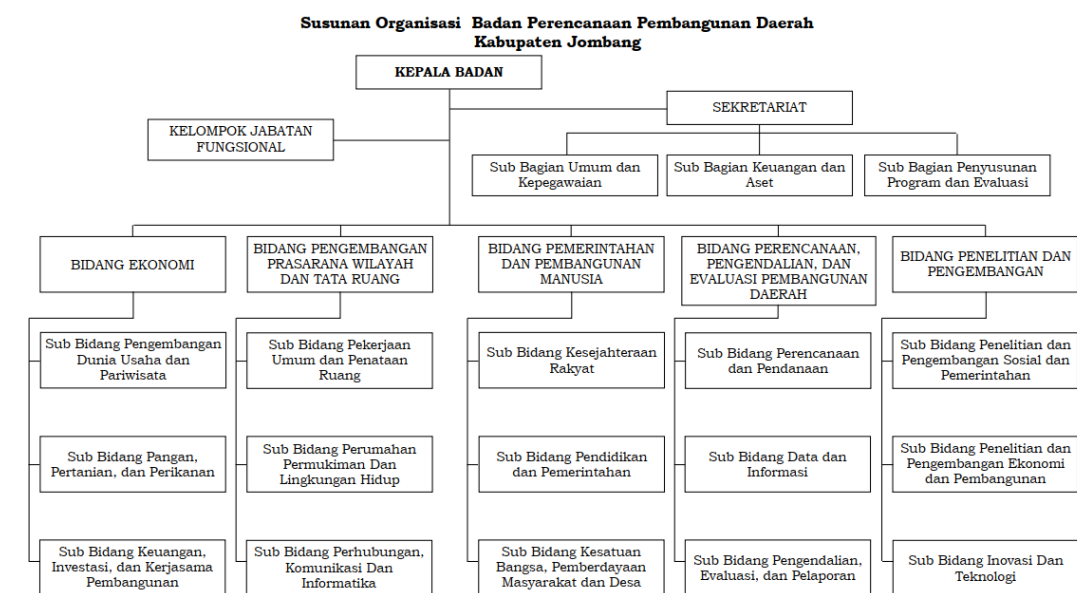 Susunan Organisasi Badan Perencanaan Pembangunan Daerah
Kabupaten Jombang
KEPALA BADAN
SEKRETARIAT
KELOMPOK JABATAN
FUNGSIONAL
Sub Bagian Umum dan
Kepegawaian
Sub Bagian Keuangan dan
Aset
Sub Bagian Penyusunan
Program dan Evaluasi
BIDANG EKONOMI
BIDANG PENGEMBANGAN
PRASARANA WILAYAH
DAN TATA RUANG
BIDANG PEMERINTAHAN
DAN PEMBANGUNAN
MANUSIA
BIDANG PERENCANAAN,
PENGENDALIAN, DAN
EVALUASI PEMBANGUNAN
DAERAH
BIDANG PENELITIAN DAN
PENGEMBANGAN
Sub Bidang Pengembangan
Dunia Usaha dan
Pariwisata
Sub Bidang Pekerjaan
Umum dan Penataan
Ruang
Sub Bidang Kesejahteraan
Rakyat
Sub Bidang Perencanaan
dan Pendanaan
Sub Bidang Penelitian dan
Pengembangan Sosial dan
Pemerintahan
Sub Bidang Pangan,
Pertanian, dan Perikanan
Sub Bidang Perumahan
Permukiman Dan
Lingkungan Hidup
Sub Bidang Pendidikan
dan Pemerintahan
Sub Bidang Data dan
Informasi
Sub Bidang Penelitian dan
Pengembangan Ekonomi
dan Pembangunan
Sub Bidang Keuangan,
Investasi, dan Kerjasama
Pembangunan
Sub Bidang Perhubungan,
Komunikasi Dan
Informatika
Sub Bidang Kesatuan
Bangsa, Pemberdayaan
Masyarakat dan Desa
Sub Bidang Pengendalian,
Evaluasi, dan Pelaporan
Sub Bidang Inovasi Dan
Teknologi